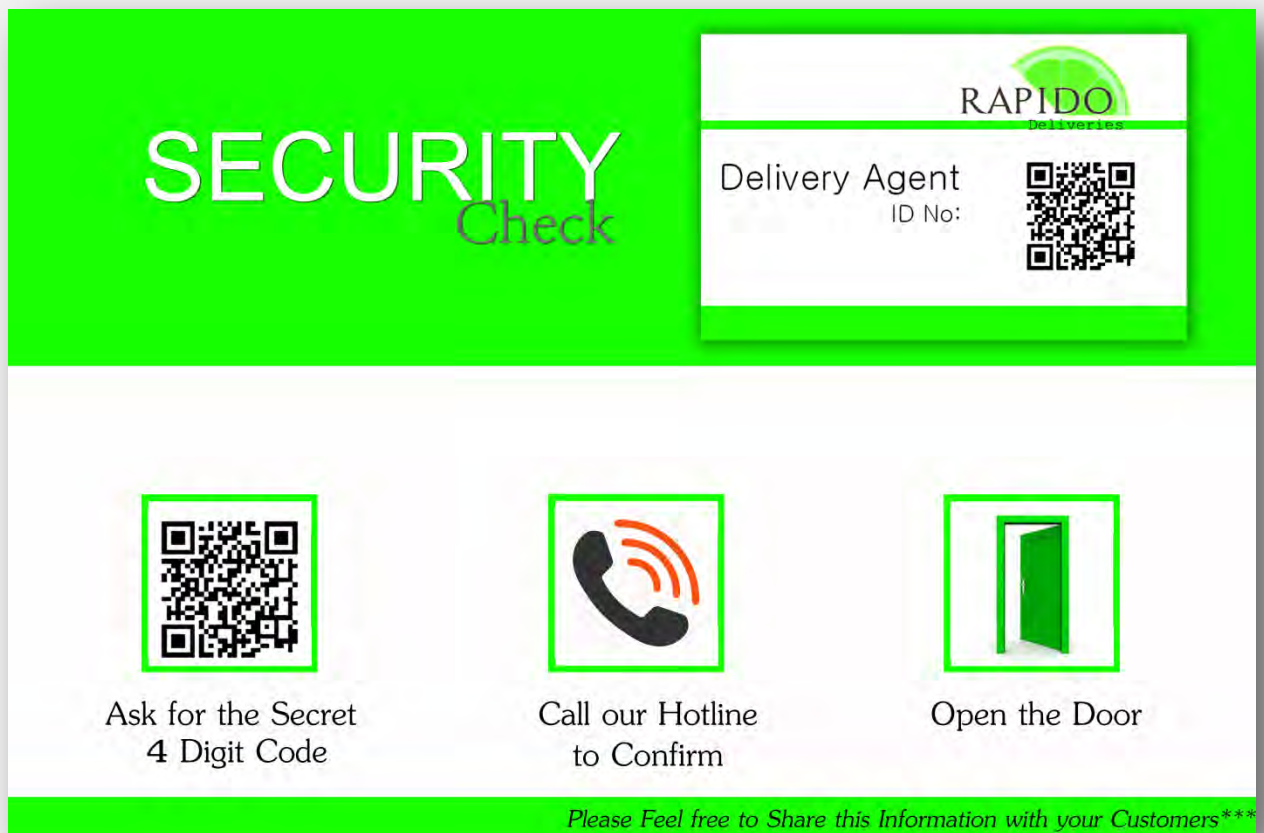 SECURITY
Check
RAPIDO
Deliveries
Delivery Agent
ID No:
Ask for the Secret
4 Digit Code
Call our Hotline
to Confirm
Open the Door
Please Feel free to Share this Information with your Customers***